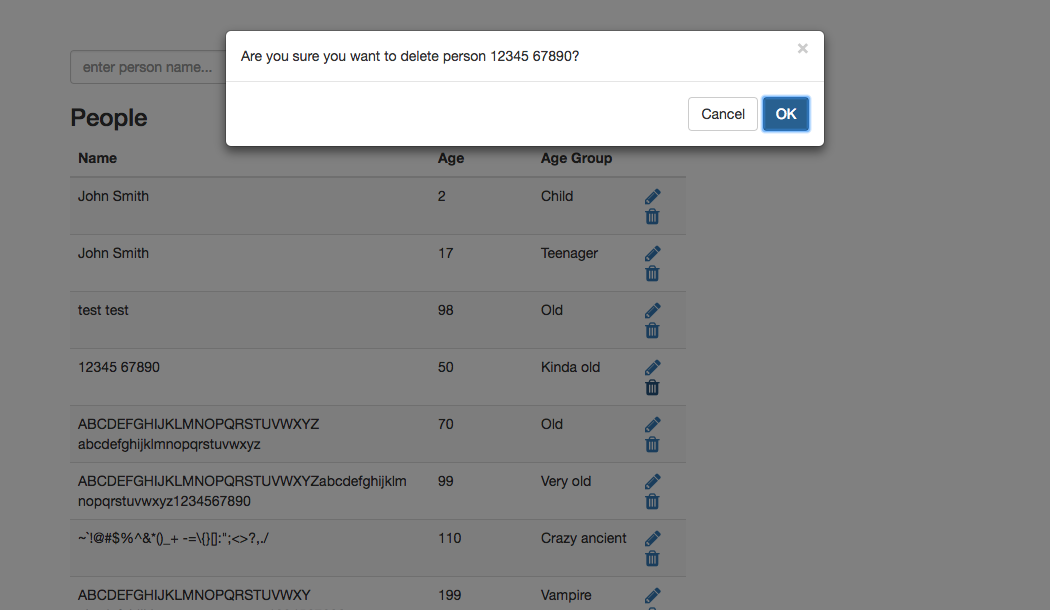 Are you sure you want to delete person 12345 67890?
×
Cancel OK
enter person name...
People
Name Age Age Group
John Smith 2 Child
John Smith 17 Teenager
test test 98 Old
12345 67890 50 Kinda old
ABCDEFGHIJKLMNOPQRSTUVWXYZ 70 Old
abcdefghijklmnopqrstuvwxyz
ABCDEFGHIJKLMNOPQRSTUVWXYZabcdefghijklm 99 Very old
nopqrstuvwxyz1234567890
~`!@#$%^&*()_+ -=\{}[]:";<>?,./ 110 Crazy ancient
ABCDEFGHIJKLMNOPQRSTUVWXY 199 Vampire